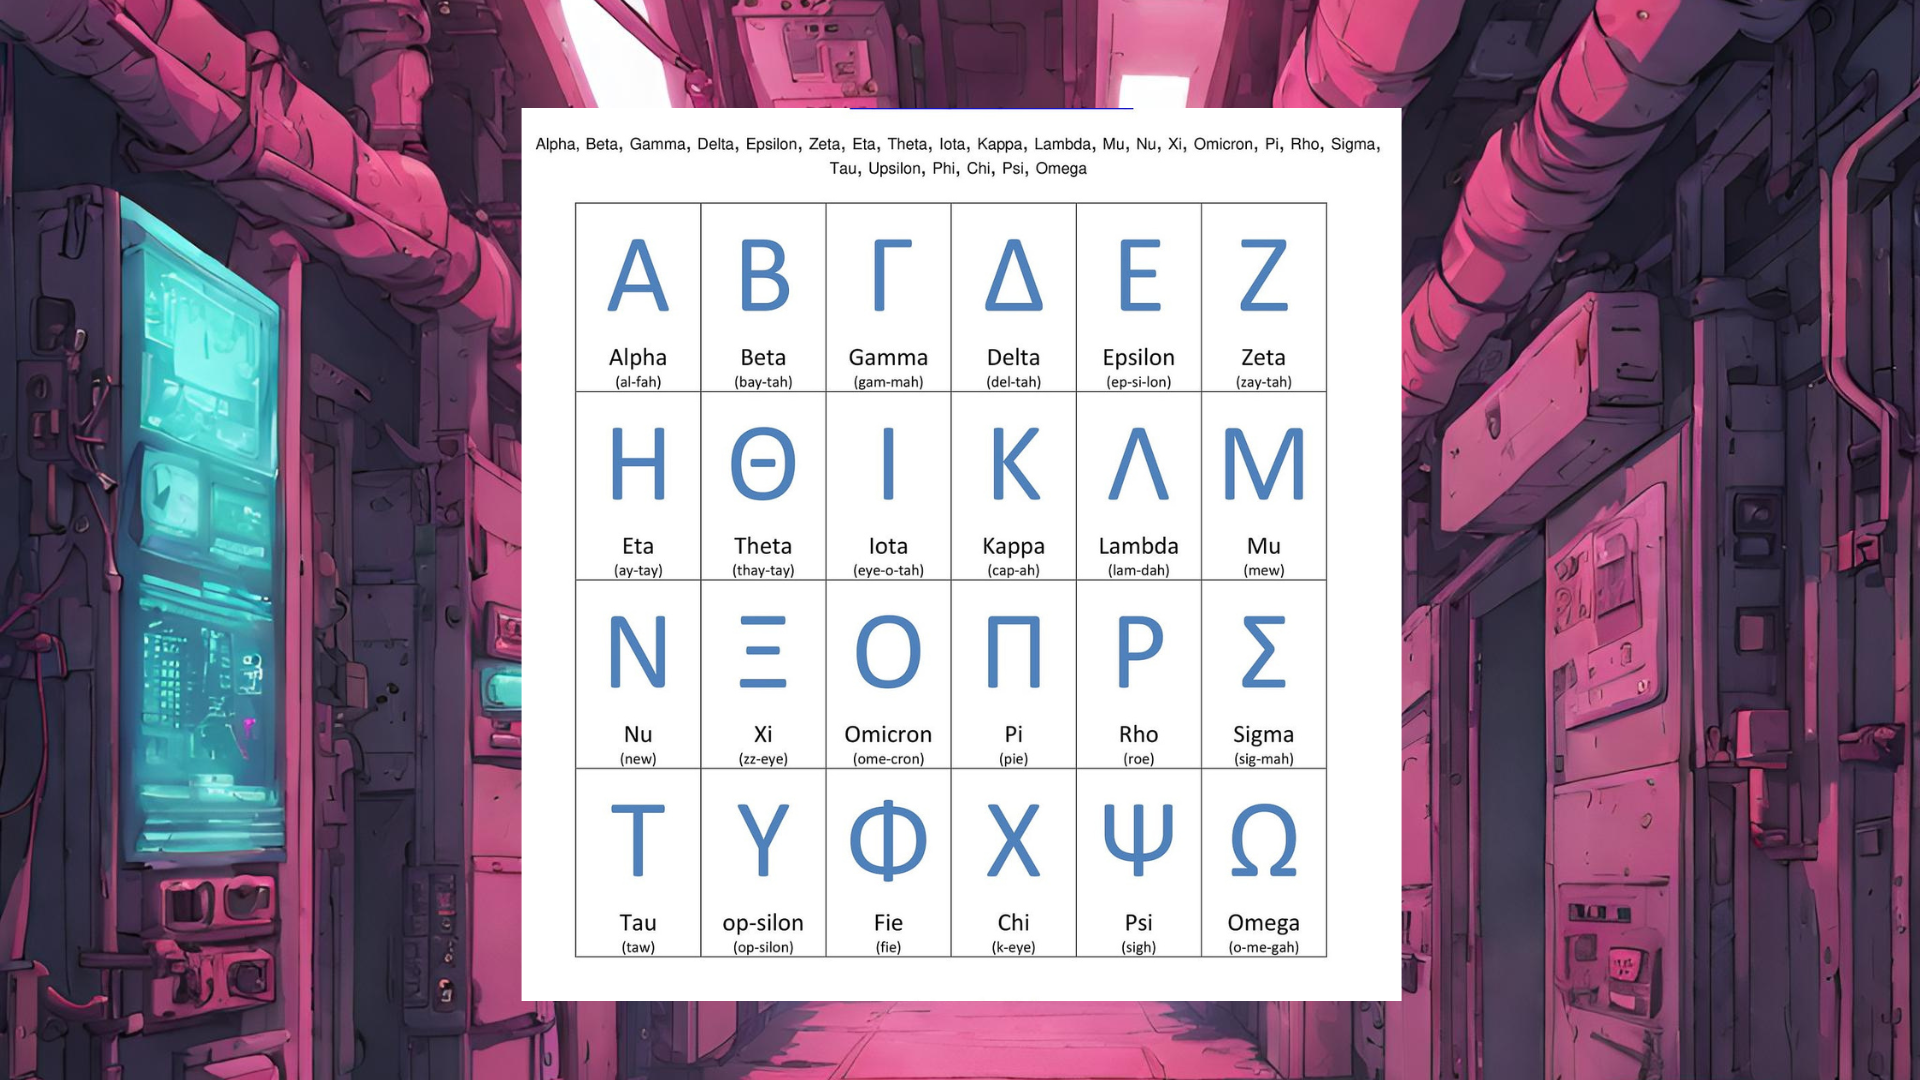 Alpha, Beta, Gamma, Delta, Epsilon, Zeta, Eta, Theta, Iota, Kappa, Lambda, Mu, Nu, Xi, Omicron, Pi, Rho, Sigma,
Tau, Upsilon, Phi, Chi, Psi, Omega
Α Β Γ Δ Ε Ζ
Alpha Beta Gamma Delta Epsilon Zeta
(al-fah) (bay-tah) (gam-mah) (del-tah) (ep-si-lon) (zay-tah)
Η Θ Ι Κ Λ Μ
Eta Theta Iota Kappa Lambda Mu
(ay-tay) (thay-tay) (eye-o-tah) (cap-ah) (lam-dah) (mew)
Ν Ξ Ο Π Ρ Σ
Nu Xi Omicron Pi Rho Sigma
(new) (zz-eye) (ome-cron) (pie) (roe) (sig-mah)
Τ Υ Φ Χ Ψ Ω
Tau op-silon Fie Chi Psi Omega
(taw) (op-silon) (fie) (k-eye) (sigh) (o-me-gah)